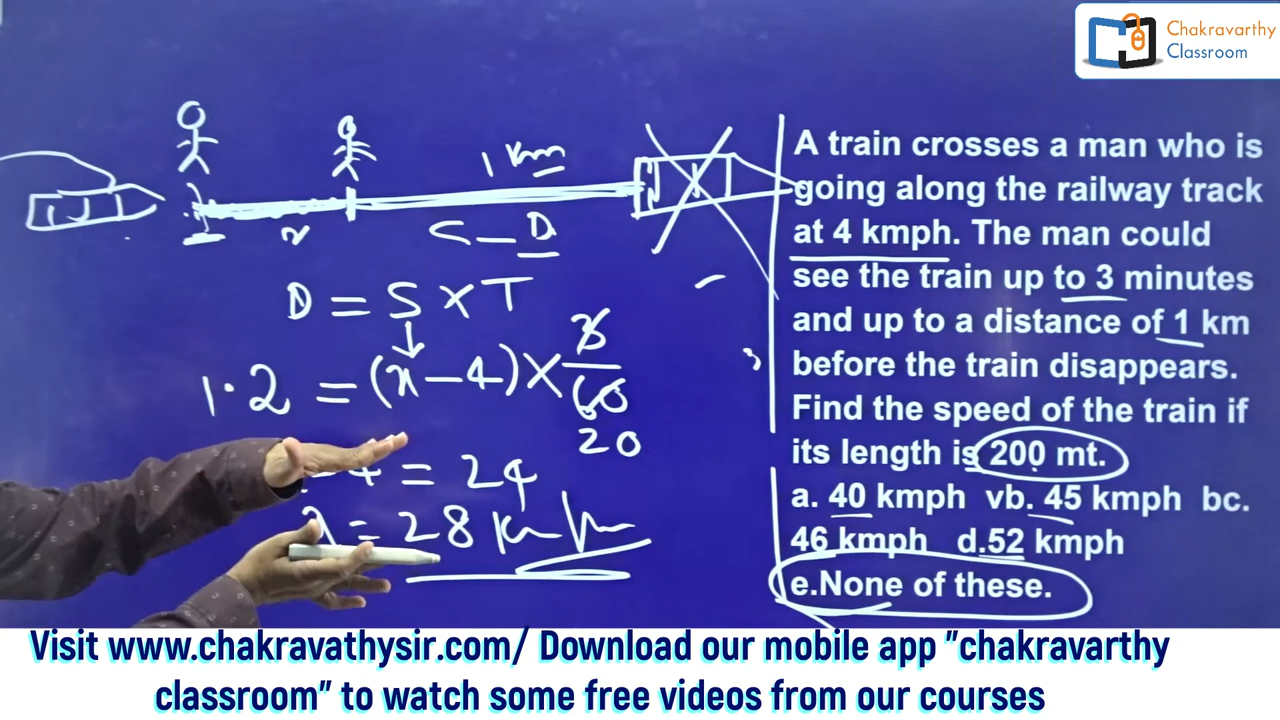 Chakravarthy
Classroom
1 Km
x
S - D
D = S × T
1.2 = (x-4) × 3/60
20
-4 = 24
x = 28 Km/h
A train crosses a man who is
going along the railway track
at 4 kmph. The man could
see the train up to 3 minutes
and up to a distance of 1 km
before the train disappears.
Find the speed of the train if
its length is 200 mt.
a. 40 kmph vb. 45 kmph bc.
46 kmph d.52 kmph
e.None of these.
Visit www.chakravathysir.com/ Download our mobile app "chakravarthy
classroom" to watch some free videos from our courses